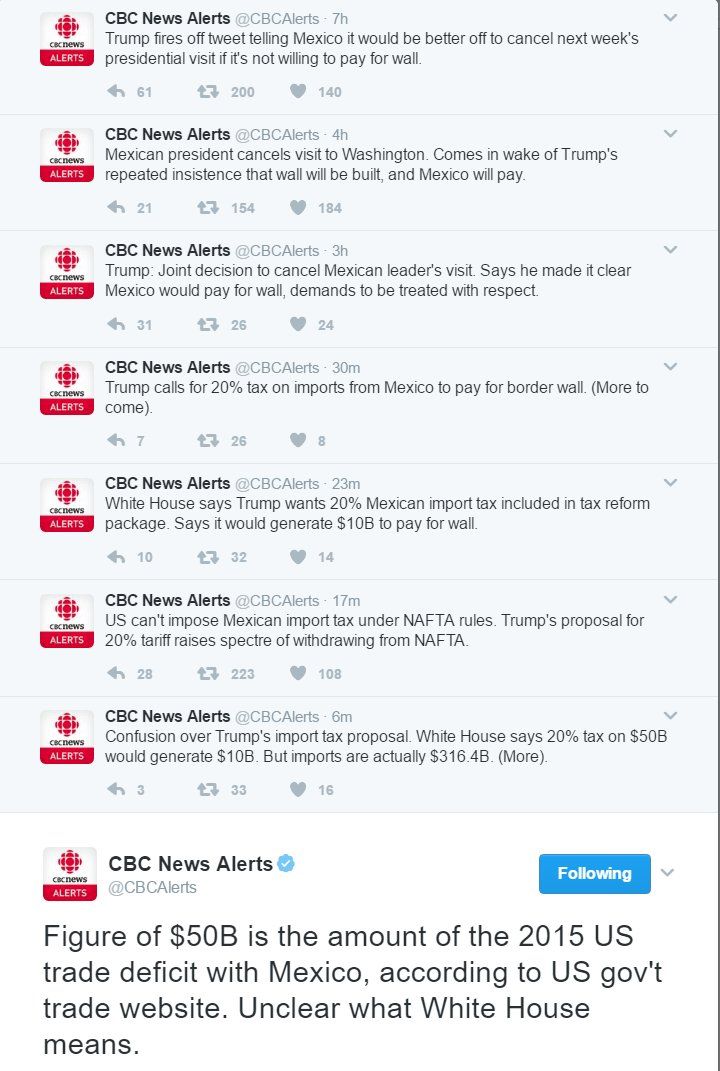 CBC News Alerts @CBCAlerts · 7h
Trump fires off tweet telling Mexico it would be better off to cancel next week's
presidential visit if it's not willing to pay for wall.
CBCNEWS
ALERTS
61 200 140
CBC News Alerts @CBCAlerts · 4h
Mexican president cancels visit to Washington. Comes in wake of Trump's
repeated insistence that wall will be built, and Mexico will pay.
CBCNEWS
ALERTS
21 154 184
CBC News Alerts @CBCAlerts · 3h
Trump: Joint decision to cancel Mexican leader's visit. Says he made it clear
Mexico would pay for wall, demands to be treated with respect.
CBCNEWS
ALERTS
31 26 24
CBC News Alerts @CBCAlerts · 30m
Trump calls for 20% tax on imports from Mexico to pay for border wall. (More to
come).
CBCNEWS
ALERTS
7 26 8
CBC News Alerts @CBCAlerts · 23m
White House says Trump wants 20% Mexican import tax included in tax reform
package. Says it would generate $10B to pay for wall.
CBCNEWS
ALERTS
10 32 14
CBC News Alerts @CBCAlerts · 17m
US can't impose Mexican import tax under NAFTA rules. Trump's proposal for
20% tariff raises spectre of withdrawing from NAFTA.
CBCNEWS
ALERTS
28 223 108
CBC News Alerts @CBCAlerts · 6m
Confusion over Trump's import tax proposal. White House says 20% tax on $50B
would generate $10B. But imports are actually $316.4B. (More).
CBCNEWS
ALERTS
3 33 16
CBC News Alerts
@CBCAlerts
CBCNEWS
ALERTS
Following
Figure of $50B is the amount of the 2015 US
trade deficit with Mexico, according to US gov't
trade website. Unclear what White House
means.